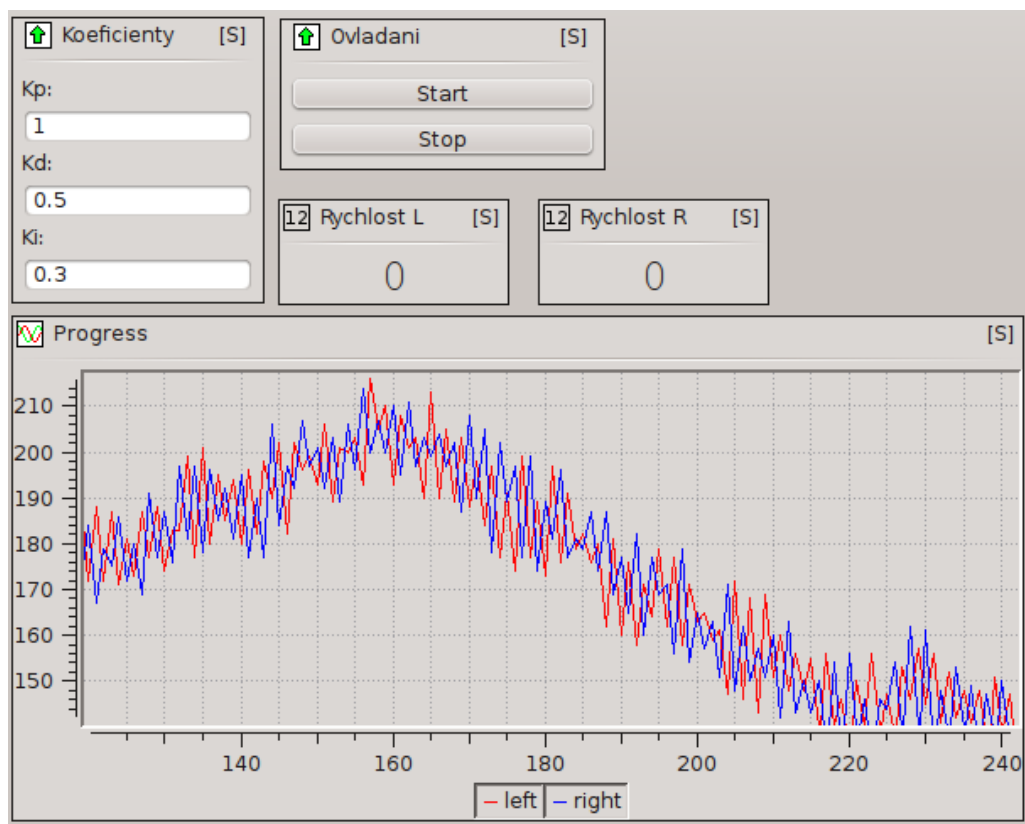 Koeficienty [S]
Kp:
1
Kd:
0.5
Ki:
0.3
Ovladani [S]
Start
Stop
12 Rychlost L [S]
0
12 Rychlost R [S]
0
Progress [S]
210
200
190
180
170
160
150
140 160 180 200 220 240
left right